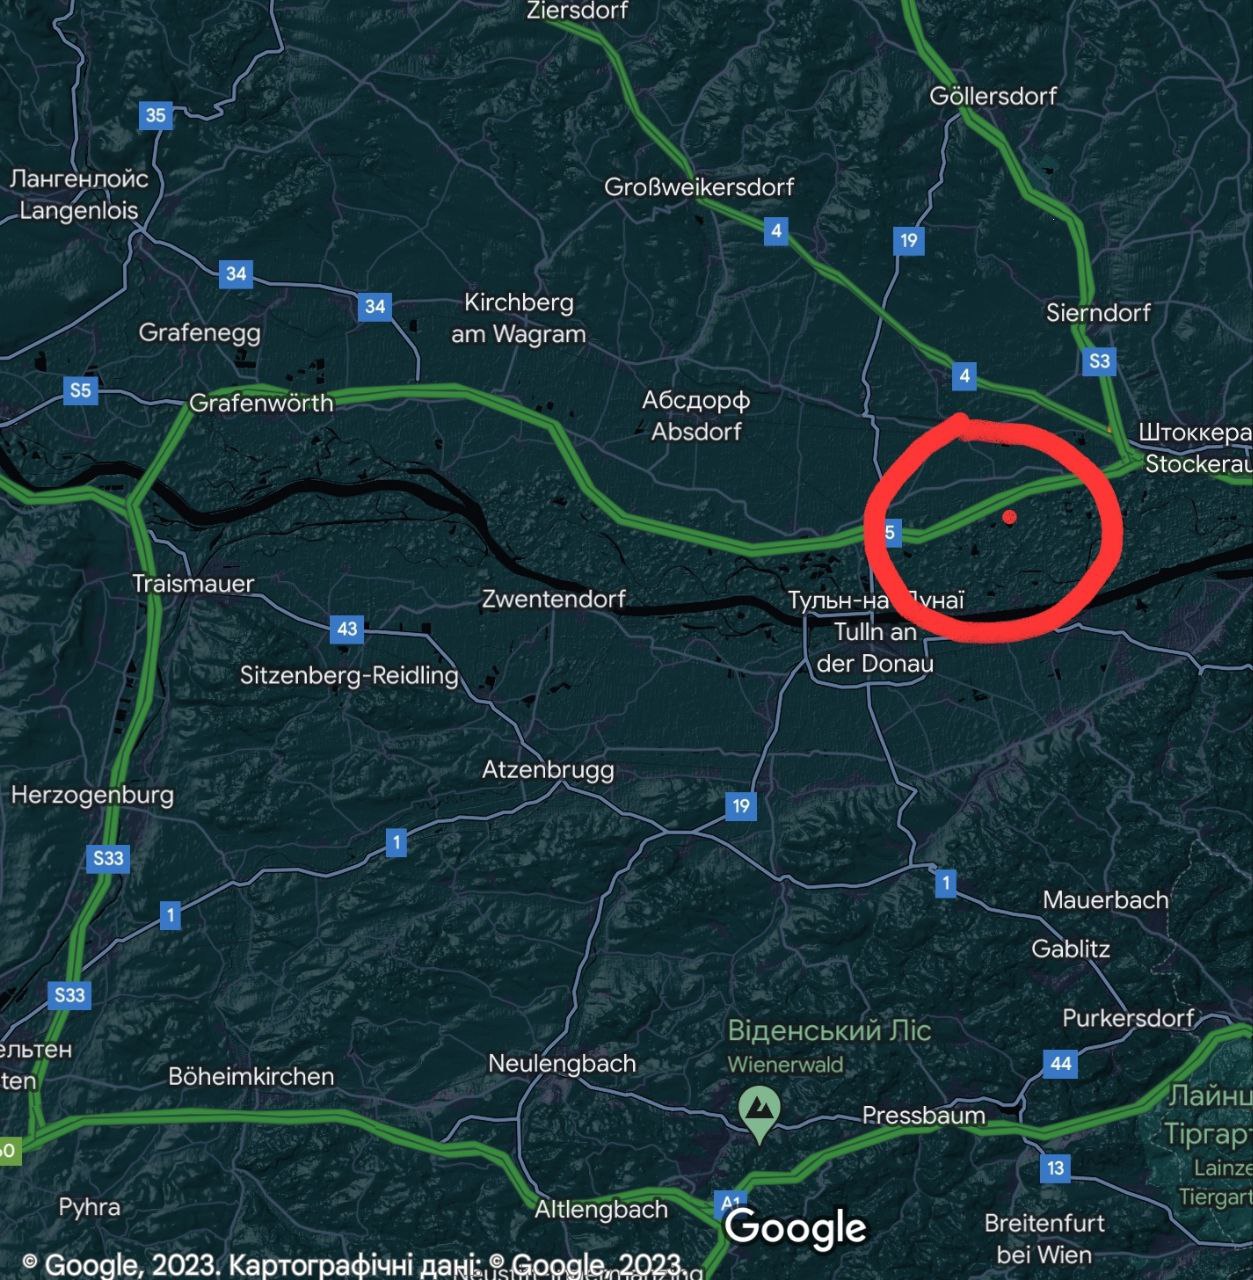 Ziersdorf
Göllersdorf
35
Лангенлойс
Langenlois
Großweikersdorf
4
19
34
34
Kirchberg
am Wagram
Sierndorf
Grafenegg
S3
4
S5
Grafenwörth
Абсдорф
Absdorf
Штоккера
Stockerau
5
Traismauer
Zwentendorf
Тульн-на-Дунаї
Tulln an
der Donau
43
Sitzenberg-Reidling
Atzenbrugg
Herzogenburg
19
1
S33
1
1
Mauerbach
Gablitz
S33
Purkersdorf
Віденський Ліс
Wienerwald
ельтен
ten
Neulengbach
44
Böheimkirchen
Лайнц
Тіргарт
Lainze
Tiergart
Pressbaum
60
13
Pyhra
Altlengbach
A1
Google
Breitenfurt
bei Wien
© Google, 2023. Картографічні дані: © Google, 2023.